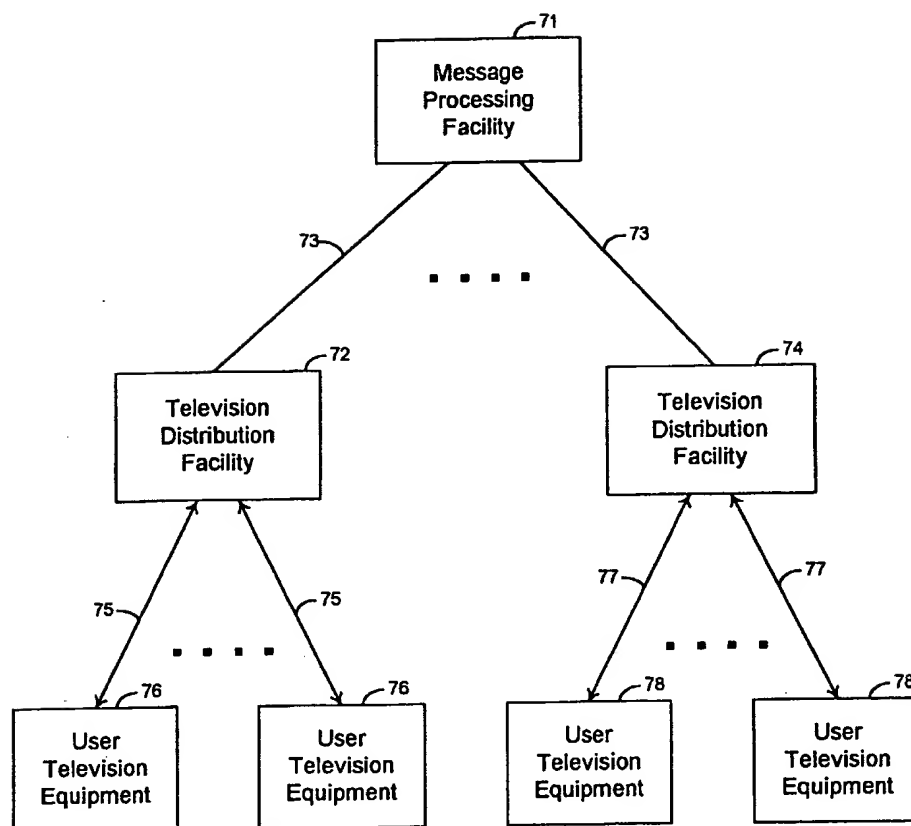 71
Message
Processing
Facility
73
73
72
74
Television
Distribution
Facility
Television
Distribution
Facility
75
75
77
77
76
76
78
78
User
Television
Equipment
User
Television
Equipment
User
Television
Equipment
User
Television
Equipment